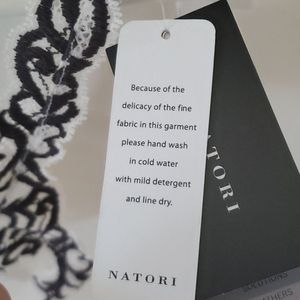 Because of the
delicacy of the fine
fabric in this garment
please hand wash
in cold water
with mild detergent
and line dry.
NATORI
NATORI
SOLUTIONS